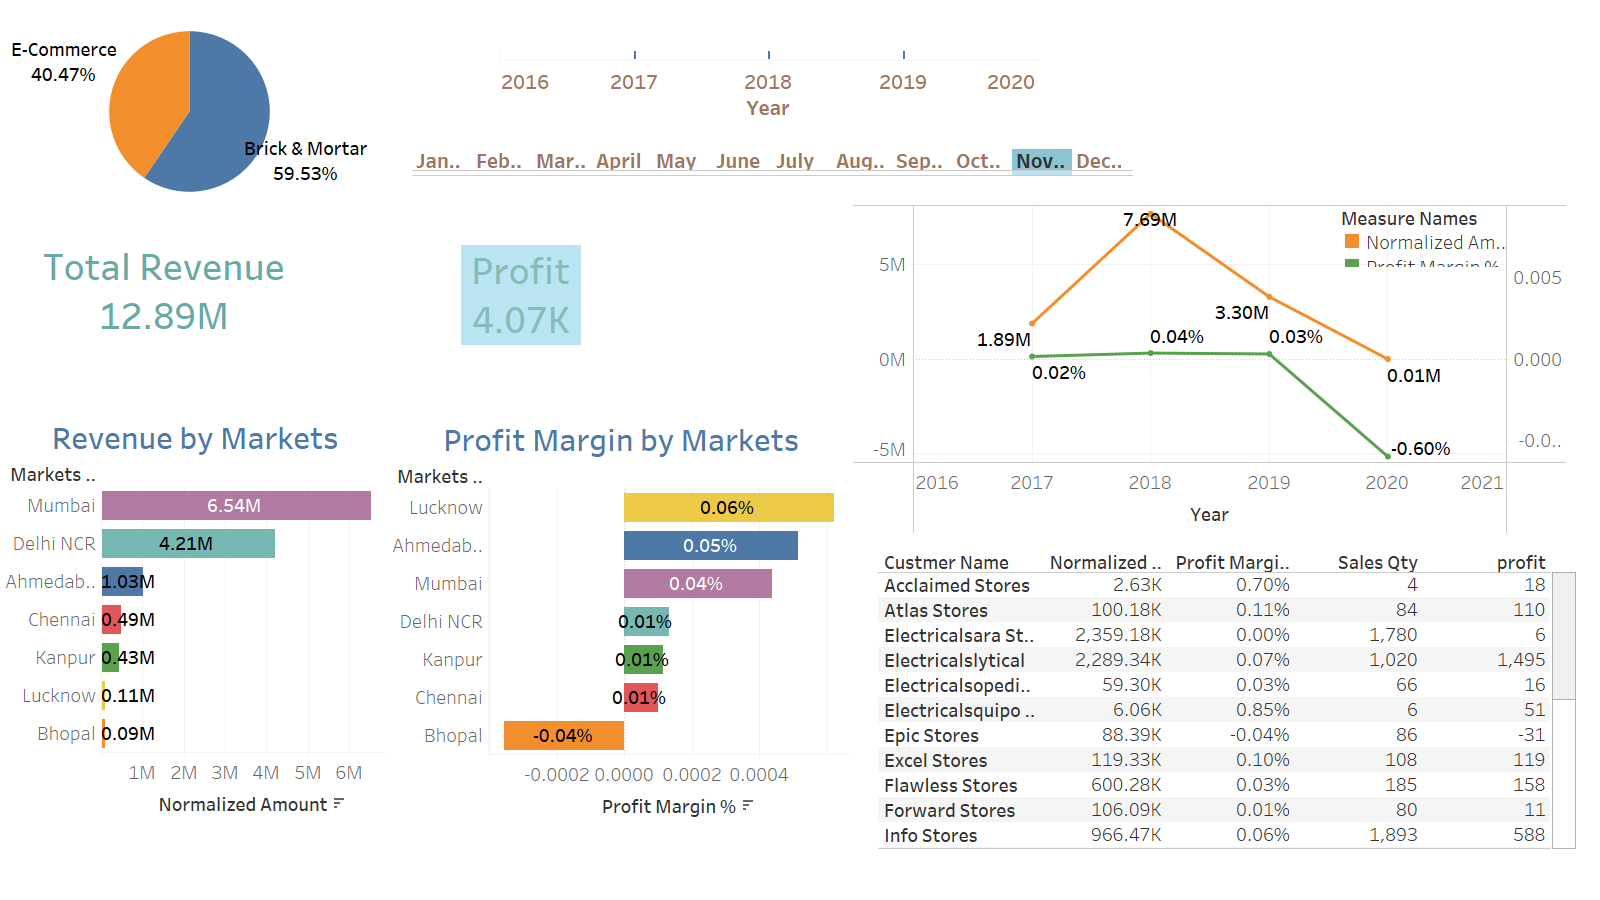 E-Commerce
40.47%
Brick & Mortar
59.53%
2016 2017 2018 2019 2020
Year
Jan.. Feb.. Mar.. April May June July Aug.. Sep.. Oct.. Nov.. Dec..
Total Revenue
12.89M
Profit
4.07K
Measure Names
Normalized Am..
Profit Margin %
7.69M
5M
0.005
3.30M
1.89M
0.04%
0.03%
0M
0.000
0.02%
0.01M
-0.0..
-5M
-0.60%
2016 2017 2018 2019 2020 2021
Year
Revenue by Markets
Markets ..
Mumbai 6.54M
Delhi NCR 4.21M
Ahmedab.. 1.03M
Chennai 0.49M
Kanpur 0.43M
Lucknow 0.11M
Bhopal 0.09M
1M 2M 3M 4M 5M 6M
Normalized Amount
Profit Margin by Markets
Markets ..
Lucknow 0.06%
Ahmedab.. 0.05%
Mumbai 0.04%
Delhi NCR 0.01%
Kanpur 0.01%
Chennai 0.01%
Bhopal -0.04%
-0.0002 0.0000 0.0002 0.0004
Profit Margin %
Custmer Name Normalized .. Profit Margi.. Sales Qty profit
Acclaimed Stores 2.63K 0.70% 4 18
Atlas Stores 100.18K 0.11% 84 110
Electricalsara St.. 2,359.18K 0.00% 1,780 6
Electricalslytical 2,289.34K 0.07% 1,020 1,495
Electricalsopedi.. 59.30K 0.03% 66 16
Electricalsquipo .. 6.06K 0.85% 6 51
Epic Stores 88.39K -0.04% 86 -31
Excel Stores 119.33K 0.10% 108 119
Flawless Stores 600.28K 0.03% 185 158
Forward Stores 106.09K 0.01% 80 11
Info Stores 966.47K 0.06% 1,893 588